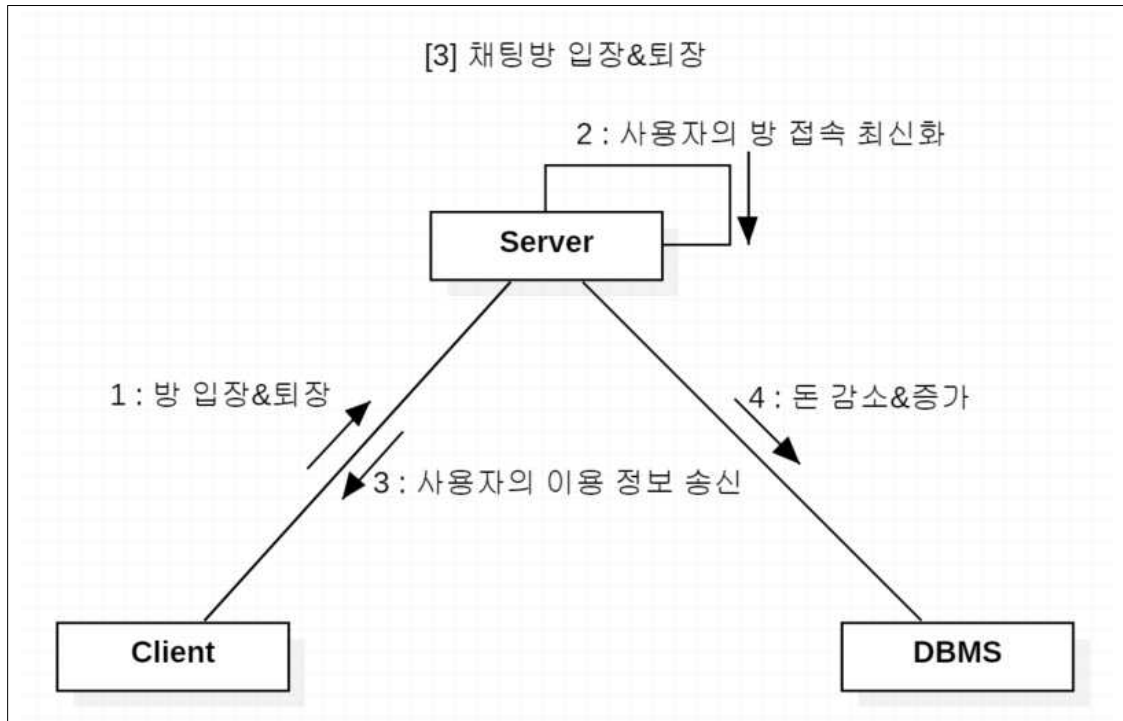 [3] 채팅방 입장&퇴장
2 : 사용자의 방 접속 최신화
Server
1 : 방 입장&퇴장
4 : 돈 감소&증가
3 : 사용자의 이용 정보 송신
Client
DBMS